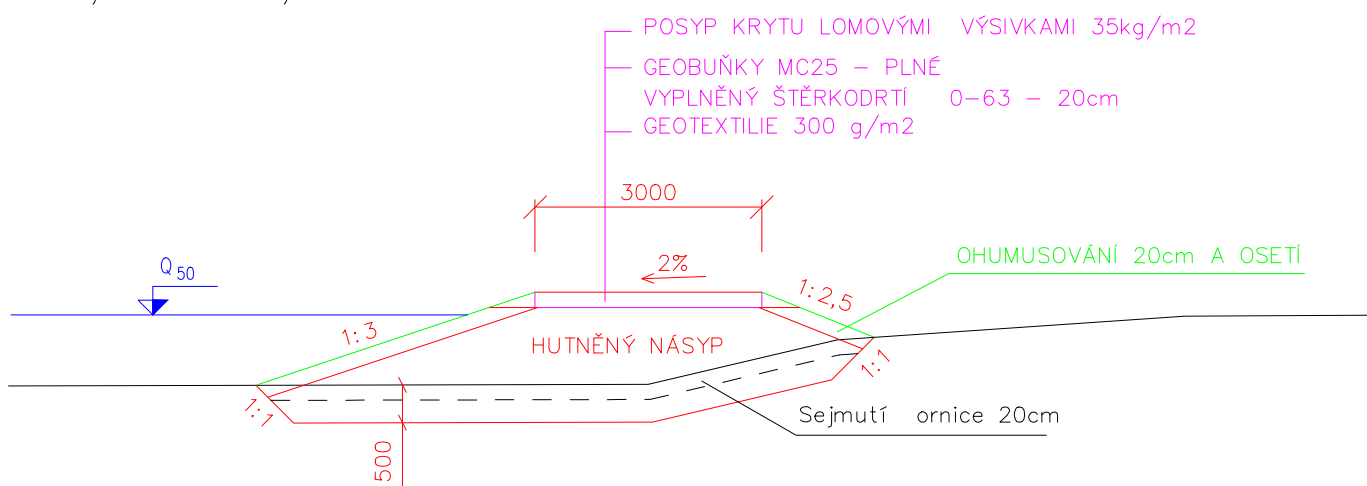 POSYP KRYTU LOMOVÝMI VÝSIVKAMI 35kg/m2
GEOBUŇKY MC25 – PLNÉ
VYPLNĚNÝ ŠTĚRKODRTÍ 0–63 – 20cm
GEOTEXTILIE 300 g/m2
3000
Q50
2%
OHUMUSOVÁNÍ 20cm A OSETÍ
1:2,5
1:3
HUTNĚNÝ NÁSYP
1:1
1:1
Sejmutí ornice 20cm
500